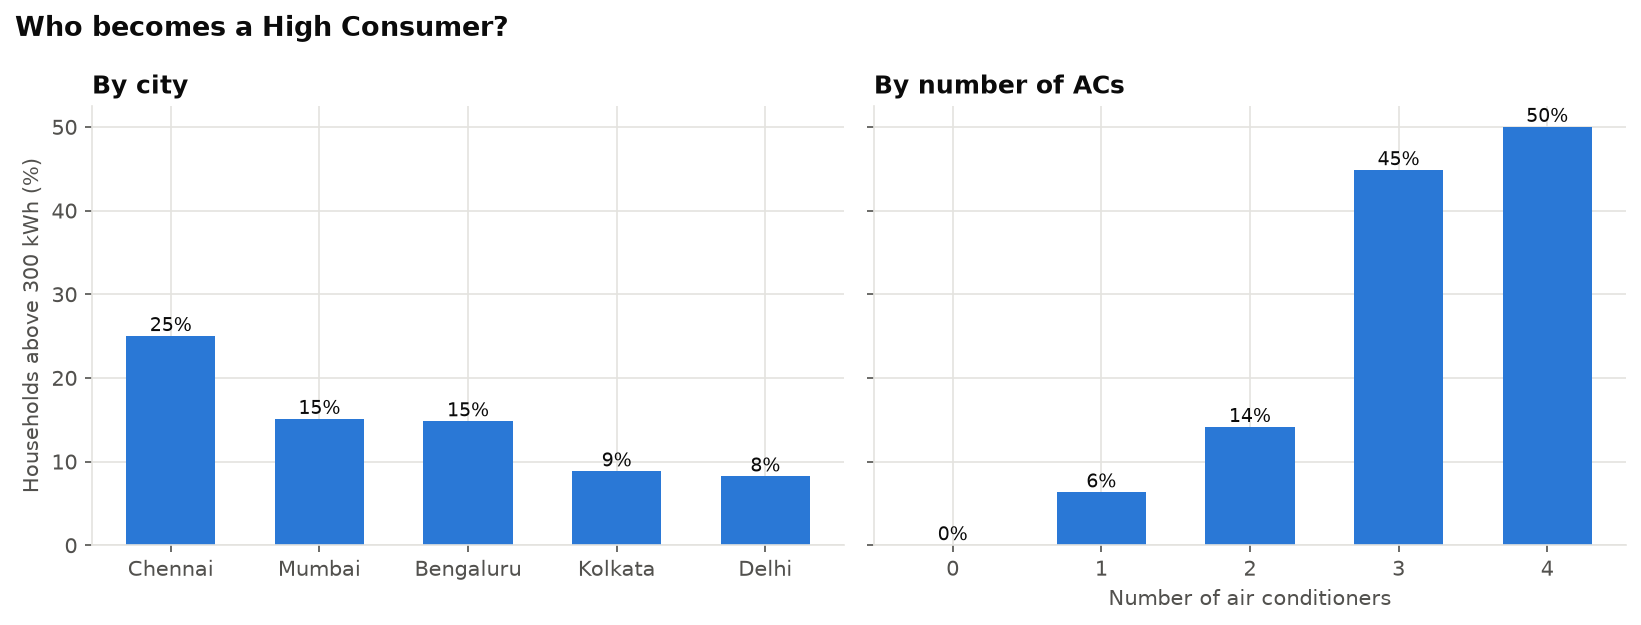 Who becomes a High Consumer?
By city
Households above 300 kWh (%)
50
40
30
20
10
0
25%
15%
15%
9%
8%
Chennai Mumbai Bengaluru Kolkata Delhi
By number of ACs
0%
6%
14%
45%
50%
0 1 2 3 4
Number of air conditioners